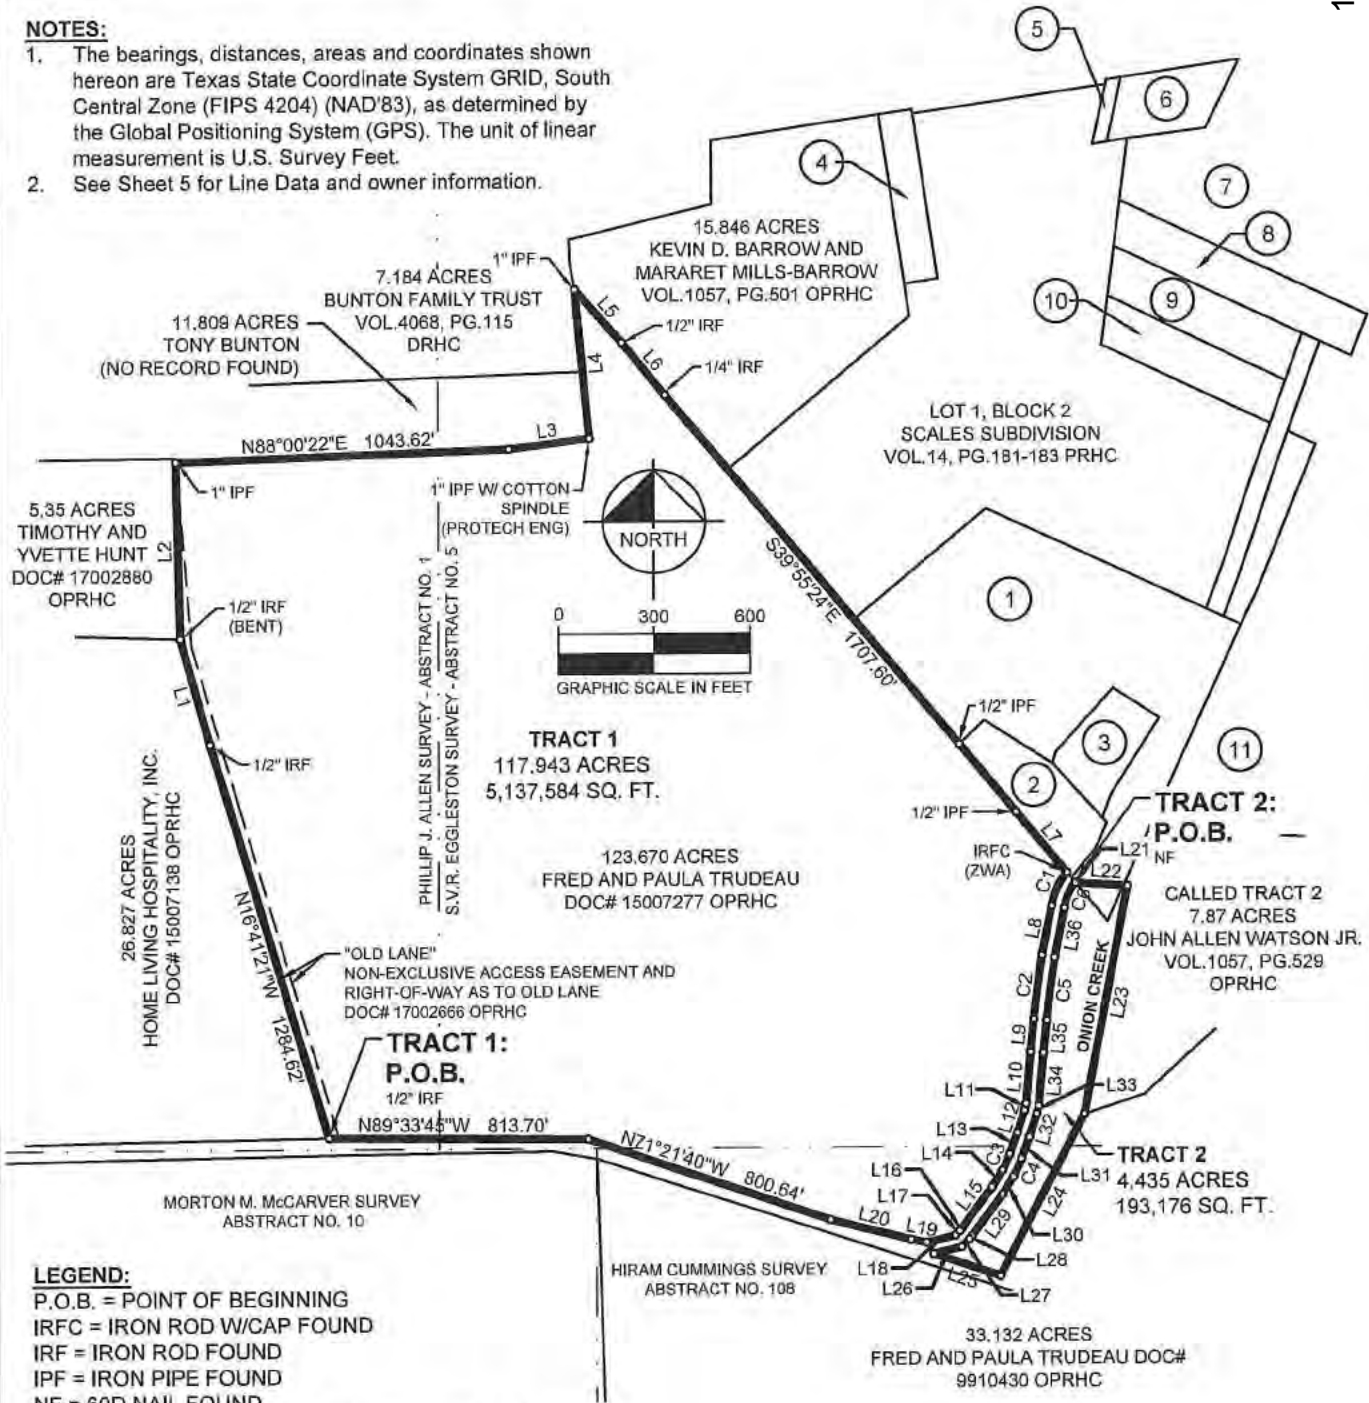 NOTES:
1. The bearings, distances, areas and coordinates shown
hereon are Texas State Coordinate System GRID, South
Central Zone (FIPS 4204) (NAD'83), as determined by
the Global Positioning System (GPS). The unit of linear
measurement is U.S. Survey Feet.
2. See Sheet 5 for Line Data and owner information.
5
6
4
7
8
9
10
15.846 ACRES
KEVIN D. BARROW AND
MARARET MILLS-BARROW
VOL.1057, PG.501 OPRHC
1" IPF
7.184 ACRES
BUNTON FAMILY TRUST
VOL.4068, PG.115
DRHC
11.809 ACRES
TONY BUNTON
(NO RECORD FOUND)
L5
1/2" IRF
L6
1/4" IRF
L4
L3
N88°00'22"E 1043.62'
LOT 1, BLOCK 2
SCALES SUBDIVISION
VOL.14, PG.181-183 PRHC
1" IPF
1" IPF W/ COTTON
SPINDLE
(PROTECH ENG)
NORTH
5.35 ACRES
TIMOTHY AND
YVETTE HUNT
DOC# 17002880
OPRHC
L2
1/2" IRF
(BENT)
L1
1/2" IRF
0 300 600
GRAPHIC SCALE IN FEET
S39°55'24"E 1707.60'
PHILLIP J. ALLEN SURVEY - ABSTRACT NO. 1
S.V.R. EGGLESTON SURVEY - ABSTRACT NO. 5
1
2
3
11
1/2" IPF
1/2" IPF
L7
TRACT 1
117.943 ACRES
5,137,584 SQ. FT.
123.670 ACRES
FRED AND PAULA TRUDEAU
DOC# 15007277 OPRHC
26.827 ACRES
HOME LIVING HOSPITALITY, INC.
DOC# 15007138 OPRHC
N16°41'21"W 1284.62'
"OLD LANE"
NON-EXCLUSIVE ACCESS EASEMENT AND
RIGHT-OF-WAY AS TO OLD LANE
DOC# 17002666 OPRHC
TRACT 1:
P.O.B.
1/2" IRF
N89°33'45"W 813.70'
N71°21'40"W 800.64'
TRACT 2:
P.O.B.
IRFC
(ZWA)
L21
NF
L22
C1
C6
L8
L36
C2
C5
L9
L35
L10
L34
L11
L33
L12
L32
L13
C3
C4
L14
L31
L16
L15
L17
L30
L29
L18
L28
L19
L20
L26
L25
L27
L24
L23
ONION CREEK
CALLED TRACT 2
7.87 ACRES
JOHN ALLEN WATSON JR.
VOL.1057, PG.529
OPRHC
TRACT 2
4,435 ACRES
193,176 SQ. FT.
MORTON M. McCARVER SURVEY
ABSTRACT NO. 10
HIRAM CUMMINGS SURVEY
ABSTRACT NO. 108
33.132 ACRES
FRED AND PAULA TRUDEAU DOC#
9910430 OPRHC
LEGEND:
P.O.B. = POINT OF BEGINNING
IRFC = IRON ROD W/CAP FOUND
IRF = IRON ROD FOUND
IPF = IRON PIPE FOUND
NF = 60D NAIL FOUND